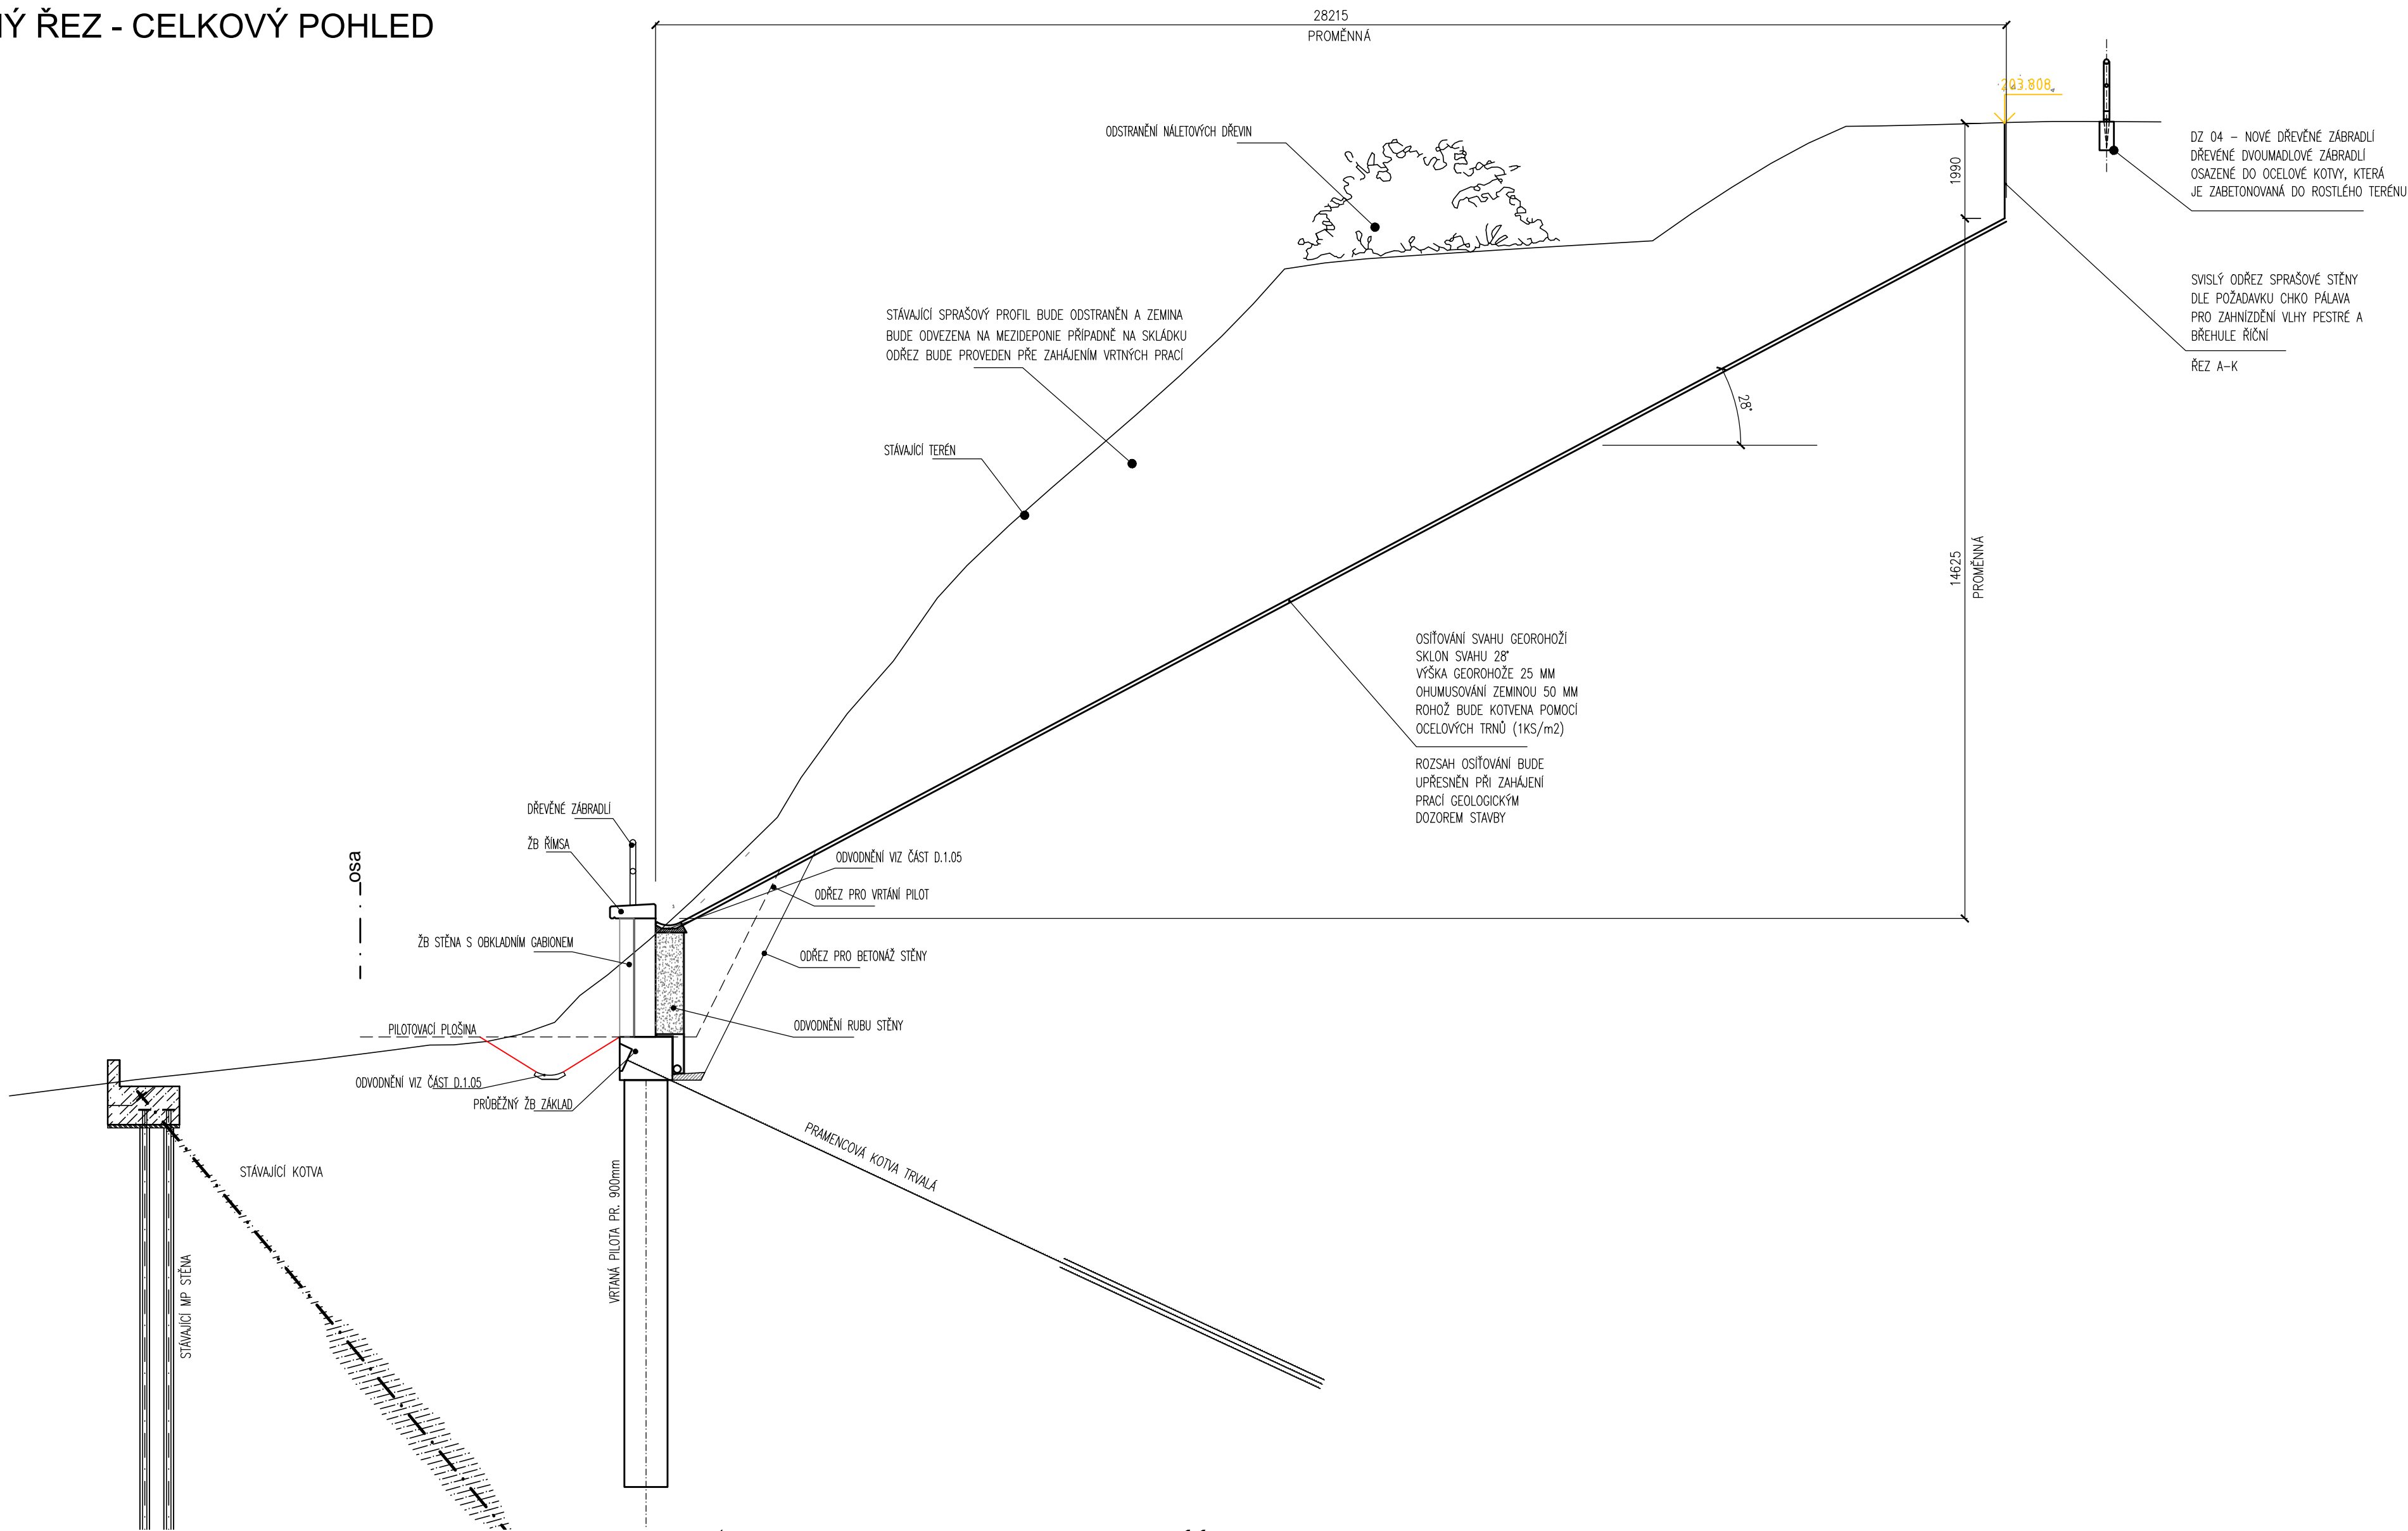 Ý ŘEZ - CELKOVÝ POHLED
28215
PROMĚNNÁ
ODSTRANĚNÍ NÁLETOVÝCH DŘEVIN
1990
DZ 04 - NOVÉ DŘEVĚNÉ ZÁBRADLÍ
DŘEVĚNÉ DVOUMADLOVÉ ZÁBRADLÍ
OSAZENÉ DO OCELOVÉ KOTVY, KTERÁ
JE ZABETONOVANÁ DO ROSTLÉHO TERÉNU
SVISLÝ ODŘEZ SPRAŠOVÉ STĚNY
DLE POŽADAVKU CHKO PÁLAVA
PRO ZAHNÍZDĚNÍ VLHY PESTRÉ A
BŘEHULE ŘÍČNÍ
ŘEZ A-K
STÁVAJÍCÍ SPRAŠOVÝ PROFIL BUDE ODSTRANĚN A ZEMINA
BUDE ODVEZENA NA MEZIDEPONIE PŘÍPADNĚ NA SKLÁDKU
ODŘEZ BUDE PROVEDEN PŘE ZAHÁJENÍM VRTNÝCH PRACÍ
28°
STÁVAJÍCÍ TERÉN
14625
PROMĚNNÁ
OSÍŤOVÁNÍ SVAHU GEOROHOŽÍ
SKLON SVAHU 28°
VÝŠKA GEOROHOŽE 25 MM
OHUMUSOVÁNÍ ZEMINOU 50 MM
ROHOŽ BUDE KOTVENA POMOCÍ
OCELOVÝCH TRNŮ (1KS/m2)
ROZSAH OSÍŤOVÁNÍ BUDE
UPŘESNĚN PŘI ZAHÁJENÍ
PRACÍ GEOLOGICKÝM
DOZOREM STAVBY
DŘEVĚNÉ ZÁBRADLÍ
ŽB ŘÍMSA
osa
ODVODNĚNÍ VIZ ČÁST D.1.05
ODŘEZ PRO VRTÁNÍ PILOT
ŽB STĚNA S OBKLADNÍM GABIONEM
ODŘEZ PRO BETONÁŽ STĚNY
PILOTOVACÍ PLOŠINA
ODVODNĚNÍ RUBU STĚNY
ODVODNĚNÍ VIZ ČÁST D.1.05
PRŮBĚŽNÝ ŽB ZÁKLAD
PRAMENCOVÁ KOTVA TRVALÁ
STÁVAJÍCÍ KOTVA
VRTANÁ PILOTA PR. 900mm
STÁVAJÍCÍ MP STĚNA